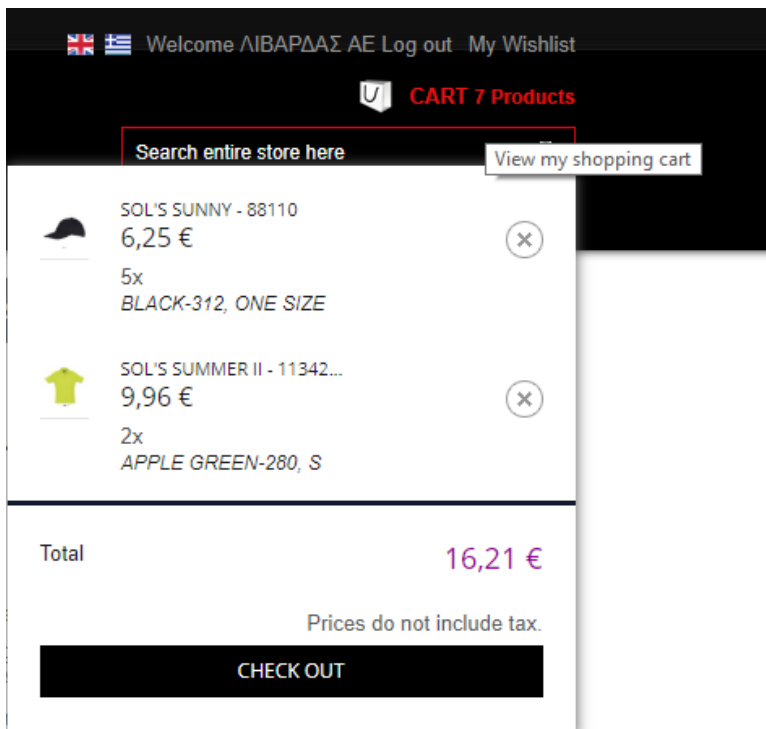 Welcome ΛΙΒΑΡΔΑΣ ΑΕ Log out My Wishlist
CART 7 Products
Search entire store here
View my shopping cart
SOL'S SUNNY - 88110
6,25 €
5x
BLACK-312, ONE SIZE
SOL'S SUMMER II - 11342...
9,96 €
2x
APPLE GREEN-280, S
Total
16,21 €
Prices do not include tax.
CHECK OUT